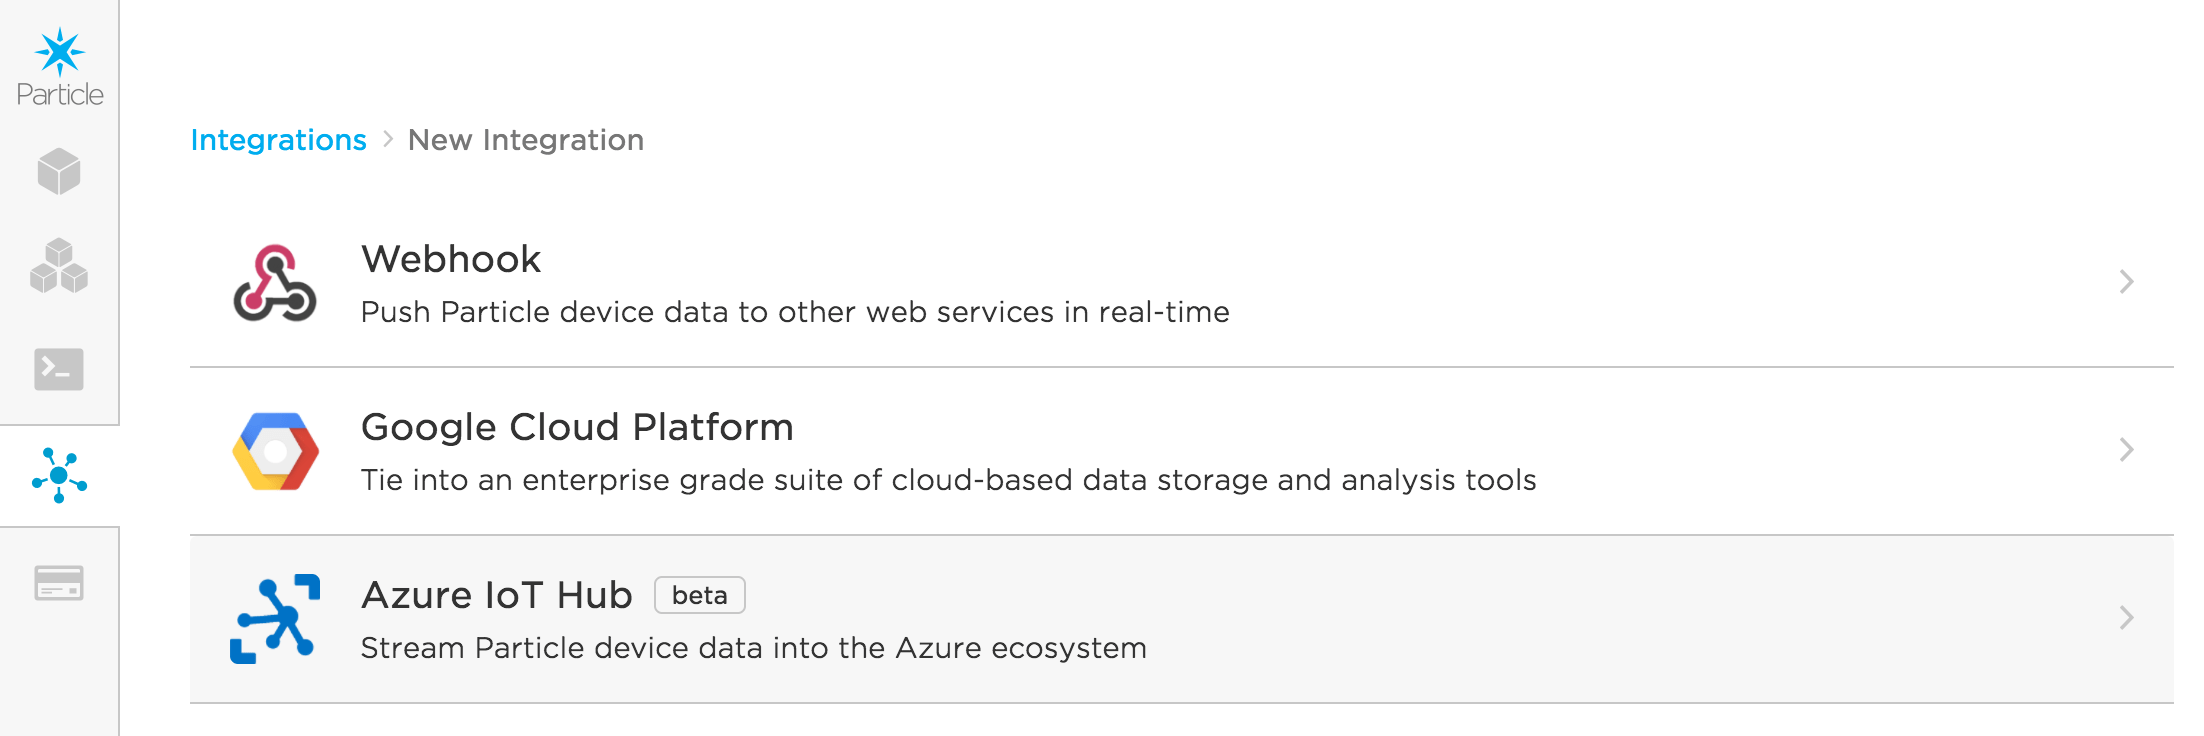 Particle
Integrations > New Integration
Webhook
Push Particle device data to other web services in real-time
Google Cloud Platform
Tie into an enterprise grade suite of cloud-based data storage and analysis tools
Azure IoT Hub beta
Stream Particle device data into the Azure ecosystem